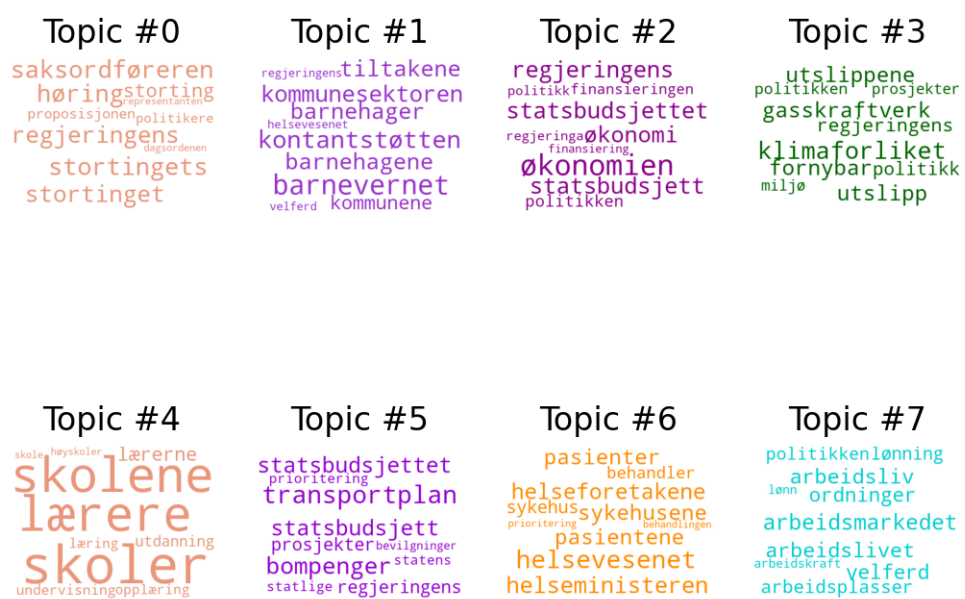 Topic #0
saksordføreren
høring storting
representanten
proposisjonen politikere
regjeringens
dagsordenen
stortingets
stortinget
Topic #1
regjeringens tiltakene
kommunesektoren
barnehager
helsevesenet
kontantstøtten
barnehagene
barnevernet
velferd kommunene
Topic #2
regjeringens
politikk finansieringen
statsbudsjettet
regjeringa økonomi
finansiering
økonomien
statsbudsjett
politikken
Topic #3
utslippene
politikken prosjekter
gasskraftverk
regjeringens
klimaforliket
fornybar politikk
miljø
utslipp
Topic #4
skole høyskoler lærerne
skolene
lærere
læring utdanning
skoler
undervisning opplæring
Topic #5
statsbudsjettet
prioritering
transportplan
statsbudsjett
prosjekter bevilgninger
bompenger statens
statlige regjeringens
Topic #6
pasienter
behandler
helseforetakene
sykehus sykehusene
prioritering behandlingen
pasientene
helsevesenet
helseministeren
Topic #7
politikken lønning
arbeidsliv
lønn ordninger
arbeidsmarkedet
arbeidslivet
arbeidskraft velferd
arbeidsplasser